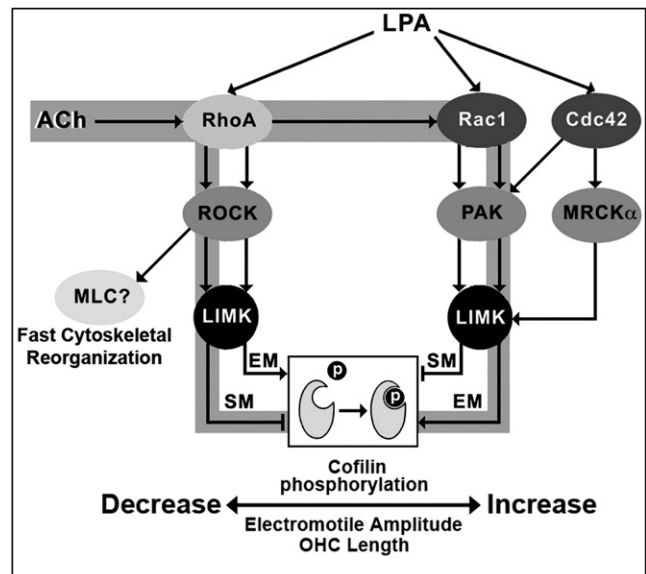 LPA
ACh
RhoA
Rac1
Cdc42
ROCK
PAK
MRCKα
MLC?
Fast Cytoskeletal
Reorganization
LIMK
LIMK
EM
SM
p
p
SM
EM
Cofilin
phosphorylation
Decrease
Increase
Electromotile Amplitude
OHC Length